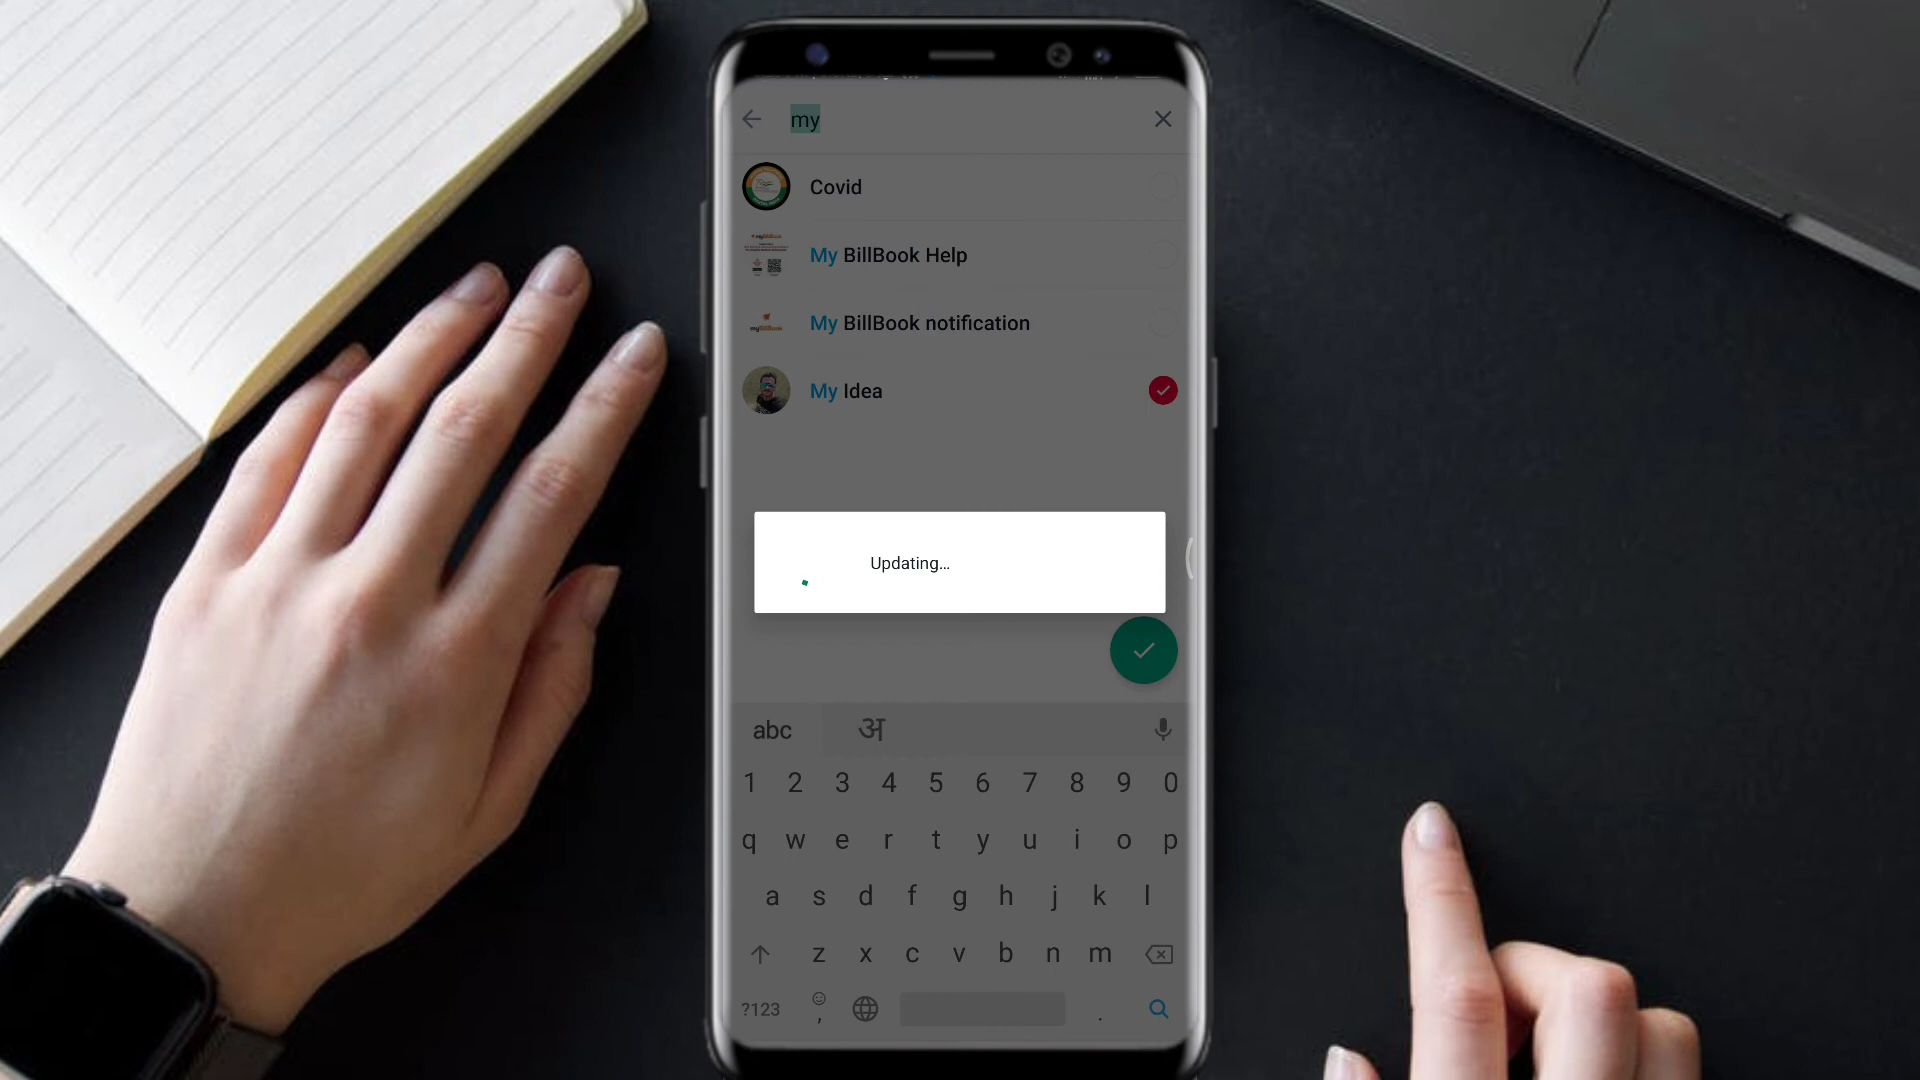 my
Covid
My BillBook Help
My BillBook notification
My Idea
Updating...
abc अ
1 2 3 4 5 6 7 8 9 0
q w e r t y u i o p
a s d f g h j k l
z x c v b n m
?123 , .